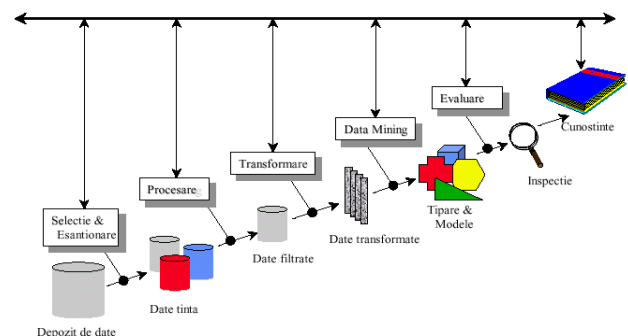 Evaluare
Cunostinte
Data Mining
Inspectie
Transformare
Tipare &
Modele
Procesare
Date transformate
Selectie &
Esantionare
Date filtrate
Date tinta
Depozit de date